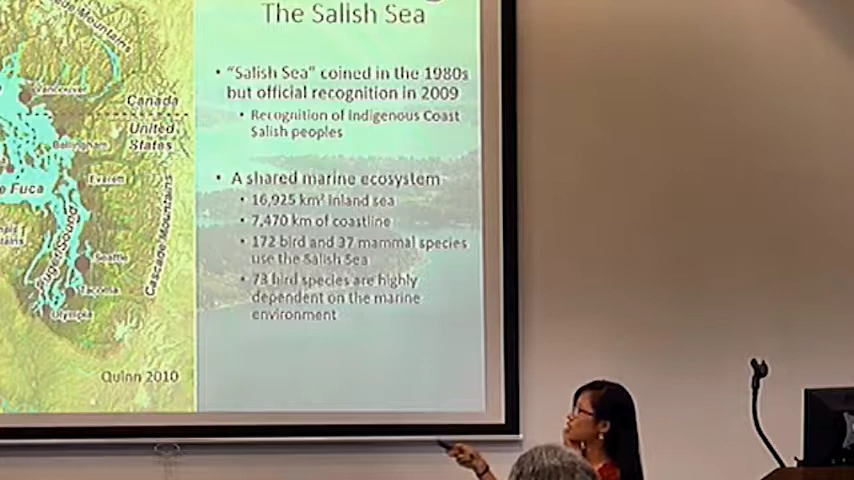 The Salish Sea
• "Salish Sea" coined in the 1980s
but official recognition in 2009
• Recognition of Indigenous Coast
Salish peoples
• A shared marine ecosystem
• 16,925 km² inland sea
• 7,470 km of coastline
• 172 bird and 37 mammal species
use the Salish Sea
• 73 bird species are highly
dependent on the marine
environment
Mountains
Vancouver
Canada
United
States
Bellingham
Everett
Fuca
Puget Sound
Cascade Mountains
Seattle
Tacoma
Olympia
Quinn 2010